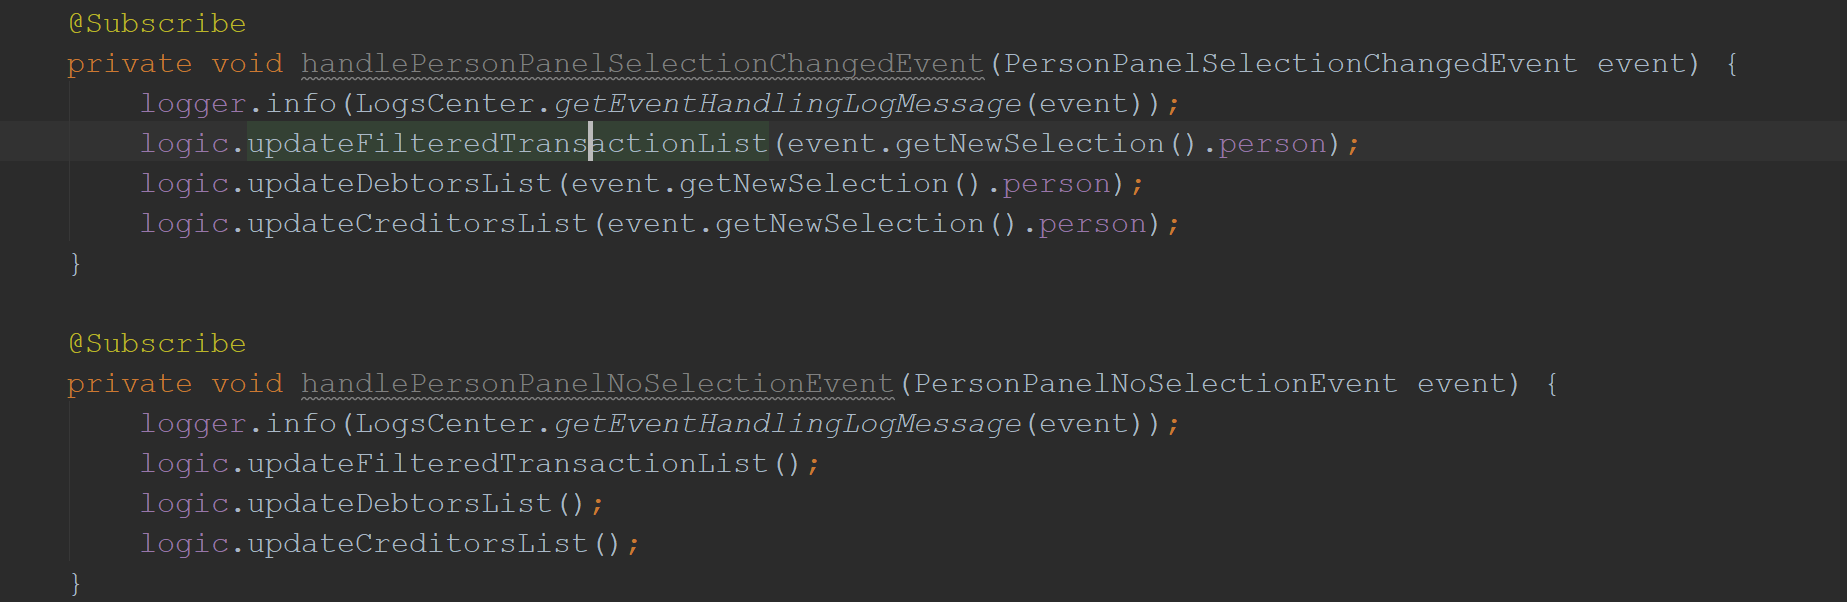 @Subscribe
private void handlePersonPanelSelectionChangedEvent(PersonPanelSelectionChangedEvent event) {
logger.info(LogsCenter.getEventHandlingLogMessage(event));
logic.updateFilteredTransactionList(event.getNewSelection().person);
logic.updateDebtorsList(event.getNewSelection().person);
logic.updateCreditorsList(event.getNewSelection().person);
}
@Subscribe
private void handlePersonPanelNoSelectionEvent(PersonPanelNoSelectionEvent event) {
logger.info(LogsCenter.getEventHandlingLogMessage(event));
logic.updateFilteredTransactionList();
logic.updateDebtorsList();
logic.updateCreditorsList();
}